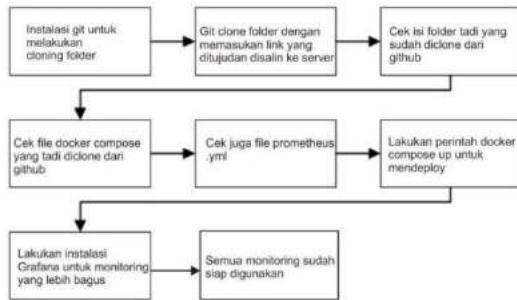 Instalasi git untuk
melakukan
cloning folder
Git clone folder dengan
memasukan link yang
ditujudan disalin ke server
Cek isi folder tadi yang
sudah diclone dari
github
Cek file docker compose
yang tadi diclone dari
github
Cek juga file prometheus
.yml
Lakukan perintah docker
compose up untuk
mendeploy
Lakukan instalasi
Grafana untuk monitoring
yang lebih bagus
Semua monitoring sudah
siap digunakan